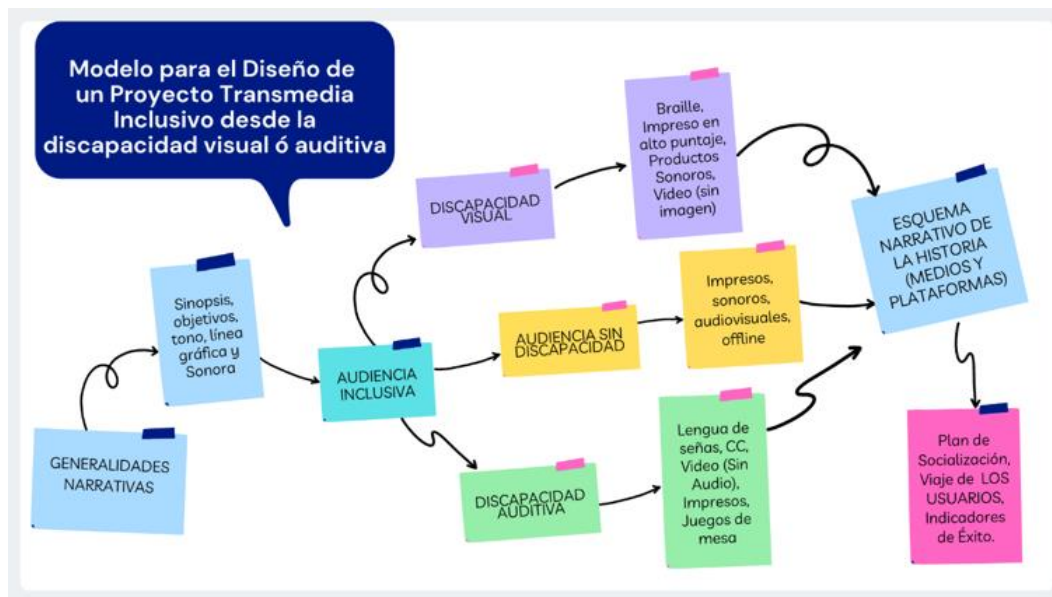 Modelo para el Diseño de
un Proyecto Transmedia
Inclusivo desde la
discapacidad visual ó auditiva
GENERALIDADES
NARRATIVAS
Sinopsis,
objetivos,
tono, línea
gráfica y
Sonora
AUDIENCIA
INCLUSIVA
DISCAPACIDAD
VISUAL
Braille,
Impreso en
alto puntaje,
Productos
Sonoros,
Video (sin
imagen)
AUDIENCIA SIN
DISCAPACIDAD
Impresos,
sonoros,
audiovisuales,
offline
DISCAPACIDAD
AUDITIVA
Lengua de
señas, CC,
Video (Sin
Audio),
Impresos,
Juegos de
mesa
ESQUEMA
NARRATIVO DE
LA HISTORIA
(MEDIOS Y
PLATAFORMAS)
Plan de
Socialización,
Viaje de LOS
USUARIOS,
Indicadores
de Éxito.